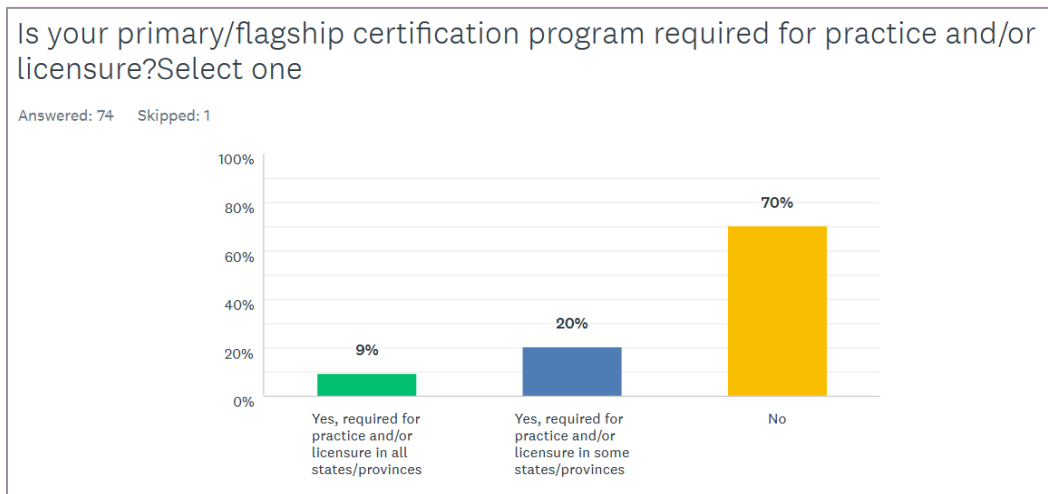 Is your primary/flagship certification program required for practice and/or
licensure?Select one
Answered: 74 Skipped: 1
100%
80%
60%
40%
20%
0%
9%
20%
70%
Yes, required for
practice and/or
licensure in all
states/provinces
Yes, required for
practice and/or
licensure in some
states/provinces
No